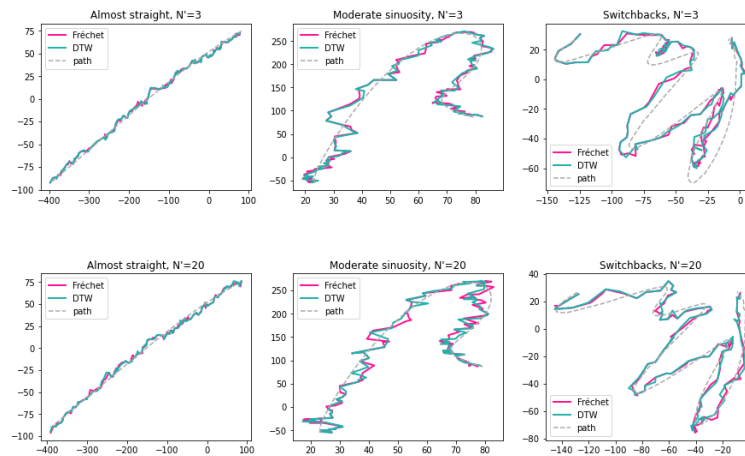 Almost straight, N'=3
Fréchet
DTW
path
75
50
25
0
−25
−50
−75
−100
−400 −300 −200 −100 0 100
Moderate sinuosity, N'=3
Fréchet
DTW
path
250
200
150
100
50
0
−50
20 30 40 50 60 70 80
Switchbacks, N'=3
Fréchet
DTW
path
20
0
−20
−40
−60
−150 −125 −100 −75 −50 −25 0
Almost straight, N'=20
Fréchet
DTW
path
75
50
25
0
−25
−50
−75
−100
−400 −300 −200 −100 0 100
Moderate sinuosity, N'=20
Fréchet
DTW
path
250
200
150
100
50
0
−50
20 30 40 50 60 70 80
Switchbacks, N'=20
Fréchet
DTW
path
40
20
0
−20
−40
−60
−80
−140 −120 −100 −80 −60 −40 −20